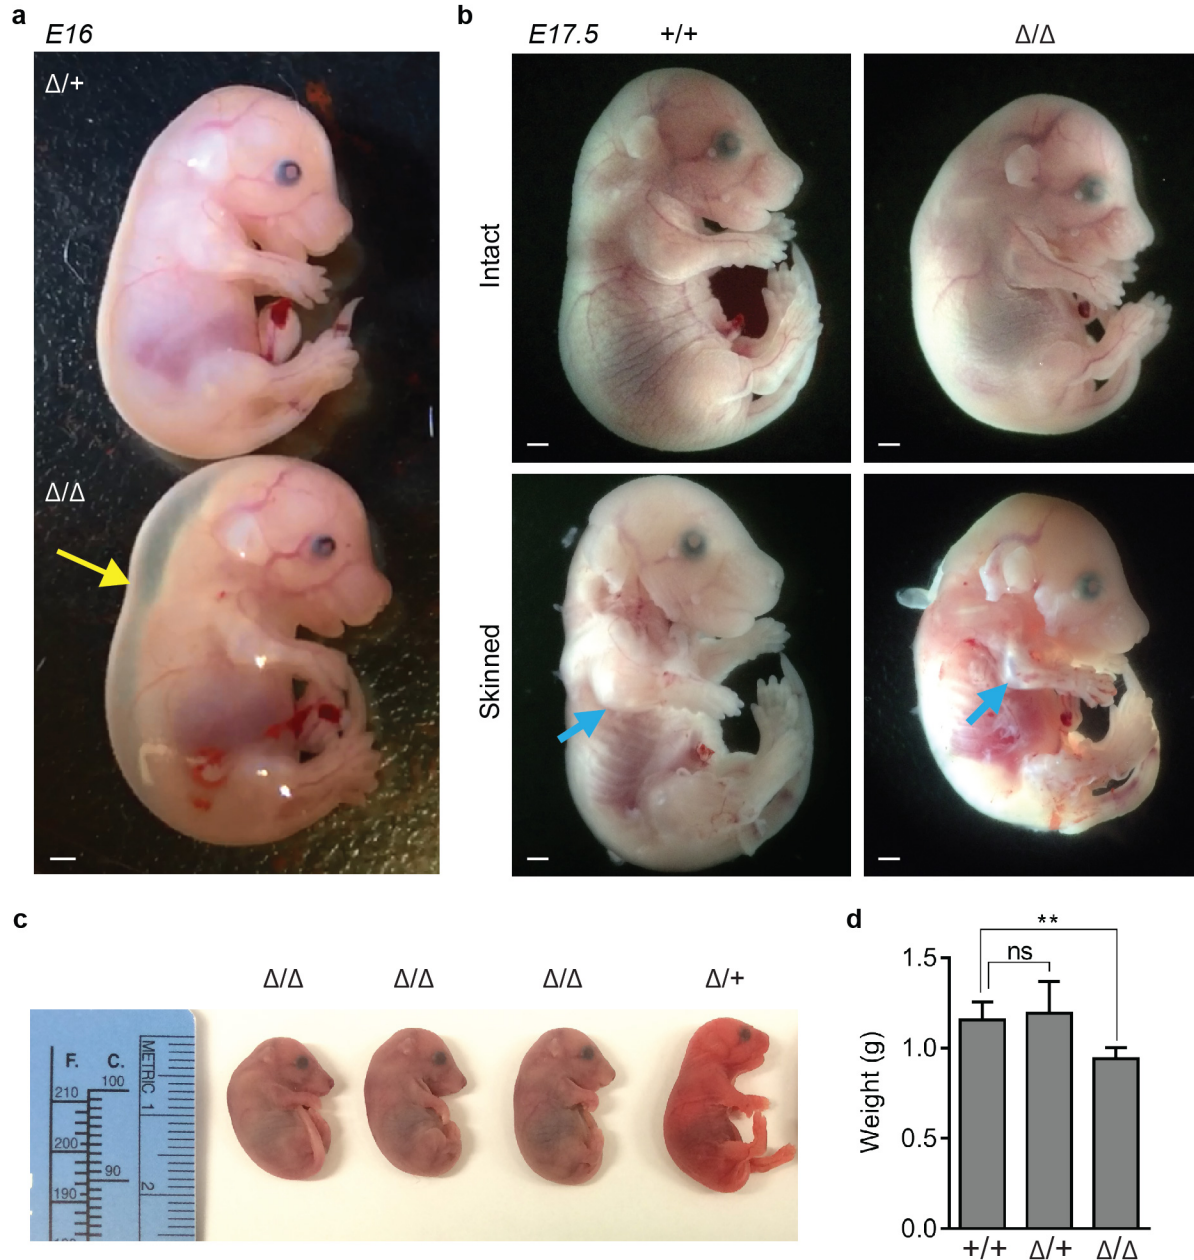 a
E16
Δ/+
Δ/Δ
b
E17.5 +/+ Δ/Δ
Intact
Skinned
c
Δ/Δ Δ/Δ Δ/Δ Δ/+
F. C.
METRIC 1
2
100
90
210
200
190
d
**
ns
Weight (g)
1.5
1.0
0.5
0.0
+/+ Δ/+ Δ/Δ